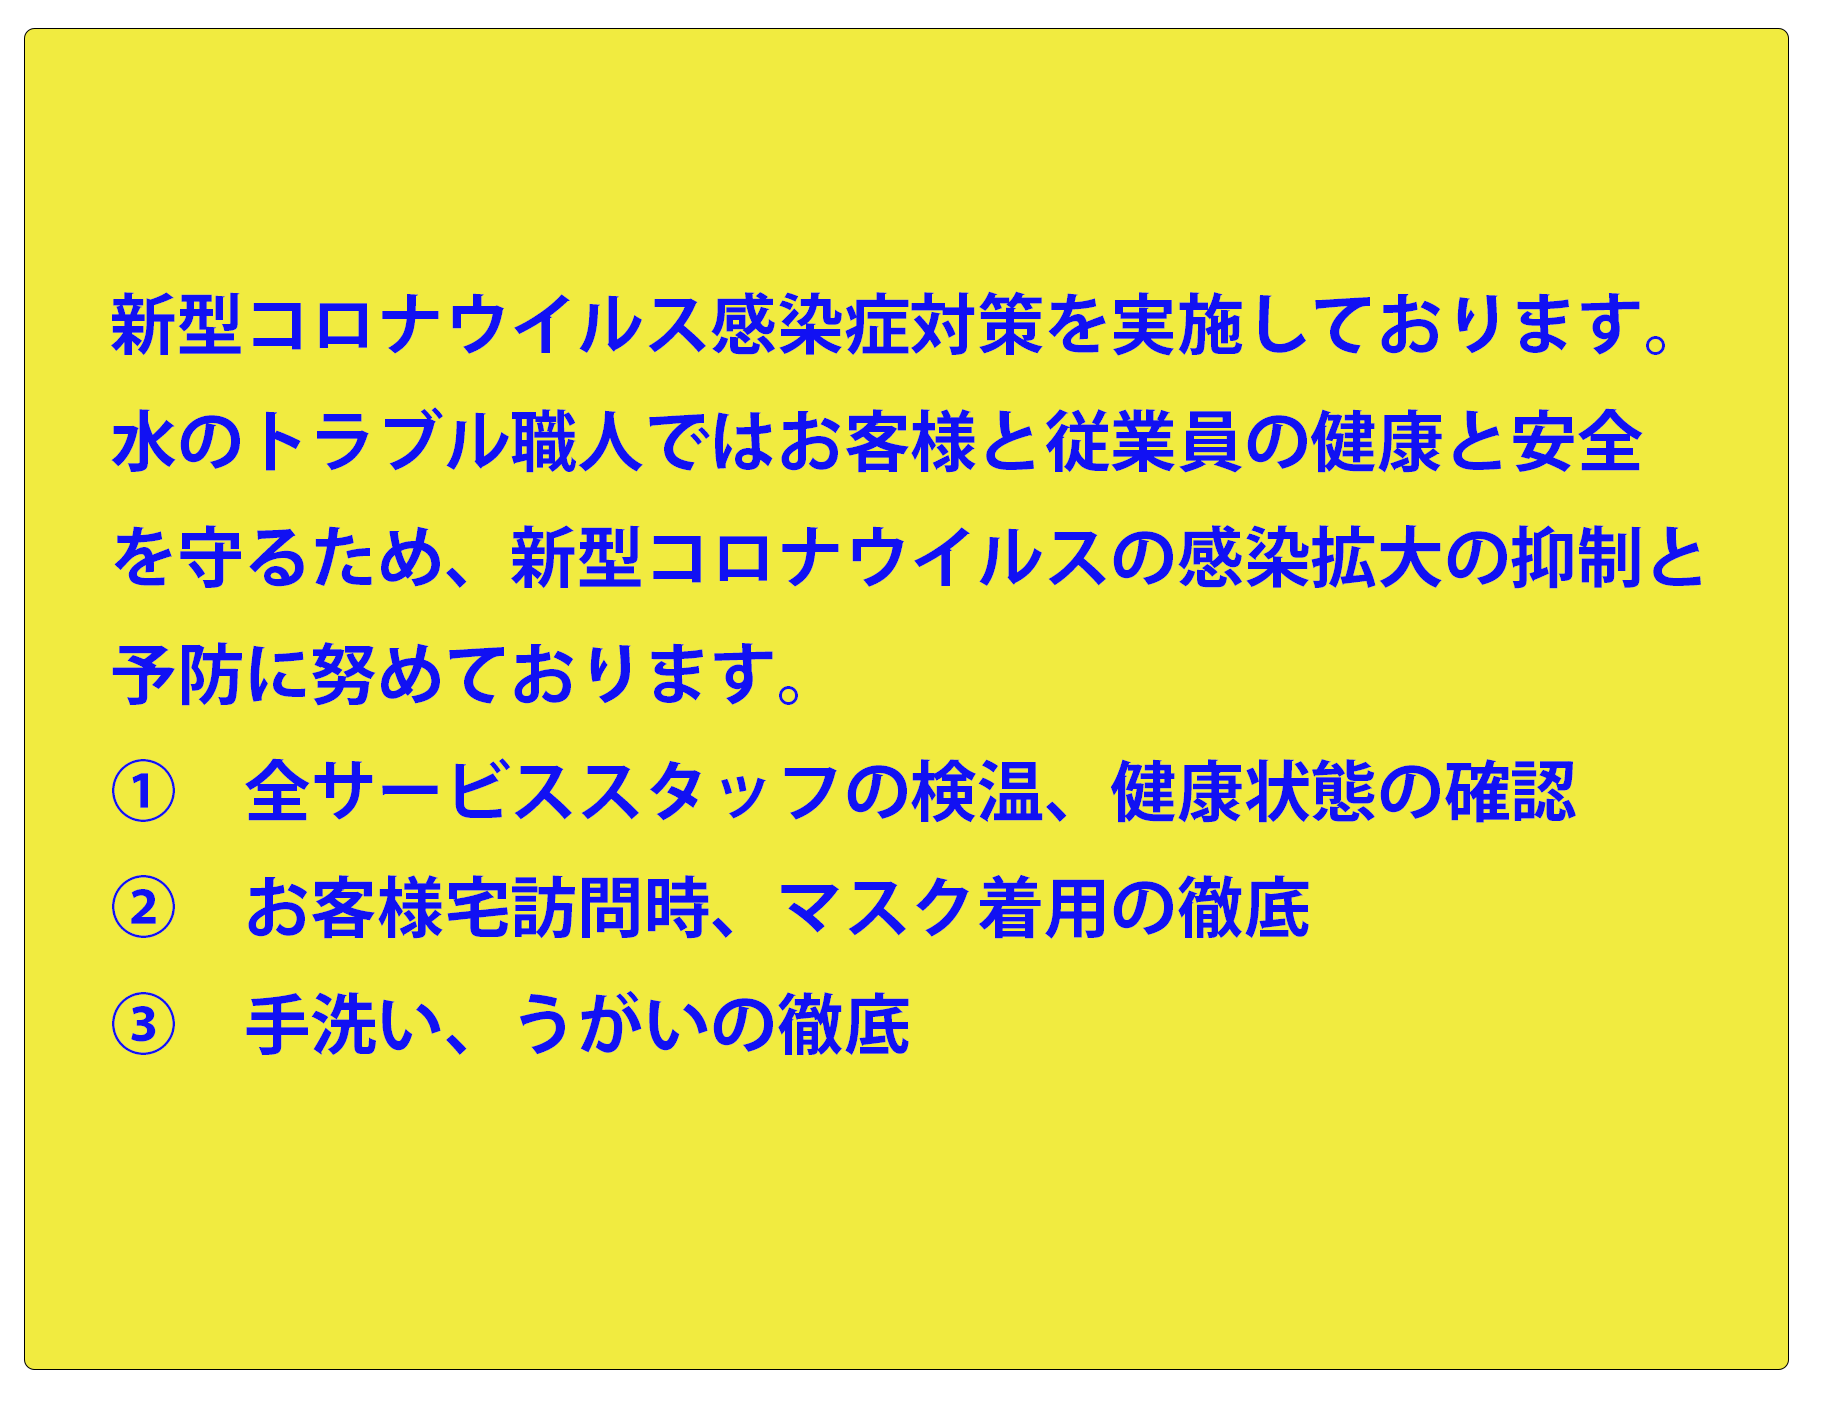 新型コロナウイルス感染症対策を実施しております。
水のトラブル職人ではお客様と従業員の健康と安全
を守るため、新型コロナウイルスの感染拡大の抑制と
予防に努めております。
①　全サービススタッフの検温、健康状態の確認
②　お客様宅訪問時、マスク着用の徹底
③　手洗い、うがいの徹底